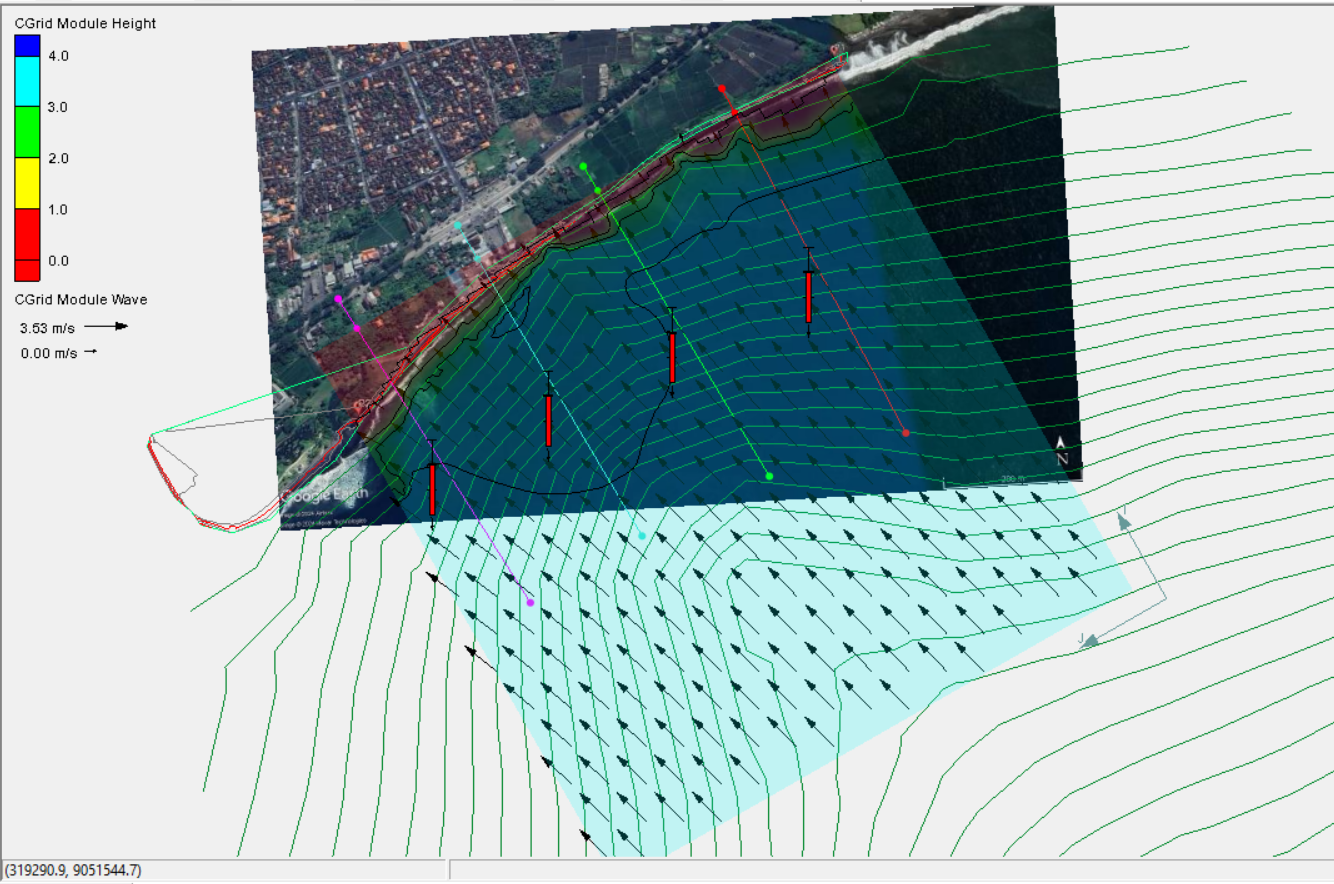 CGrid Module Height
4.0
3.0
2.0
1.0
0.0
CGrid Module Wave
3.53 m/s
0.00 m/s
N
Google Earth
J
(319290.9, 9051544.7)